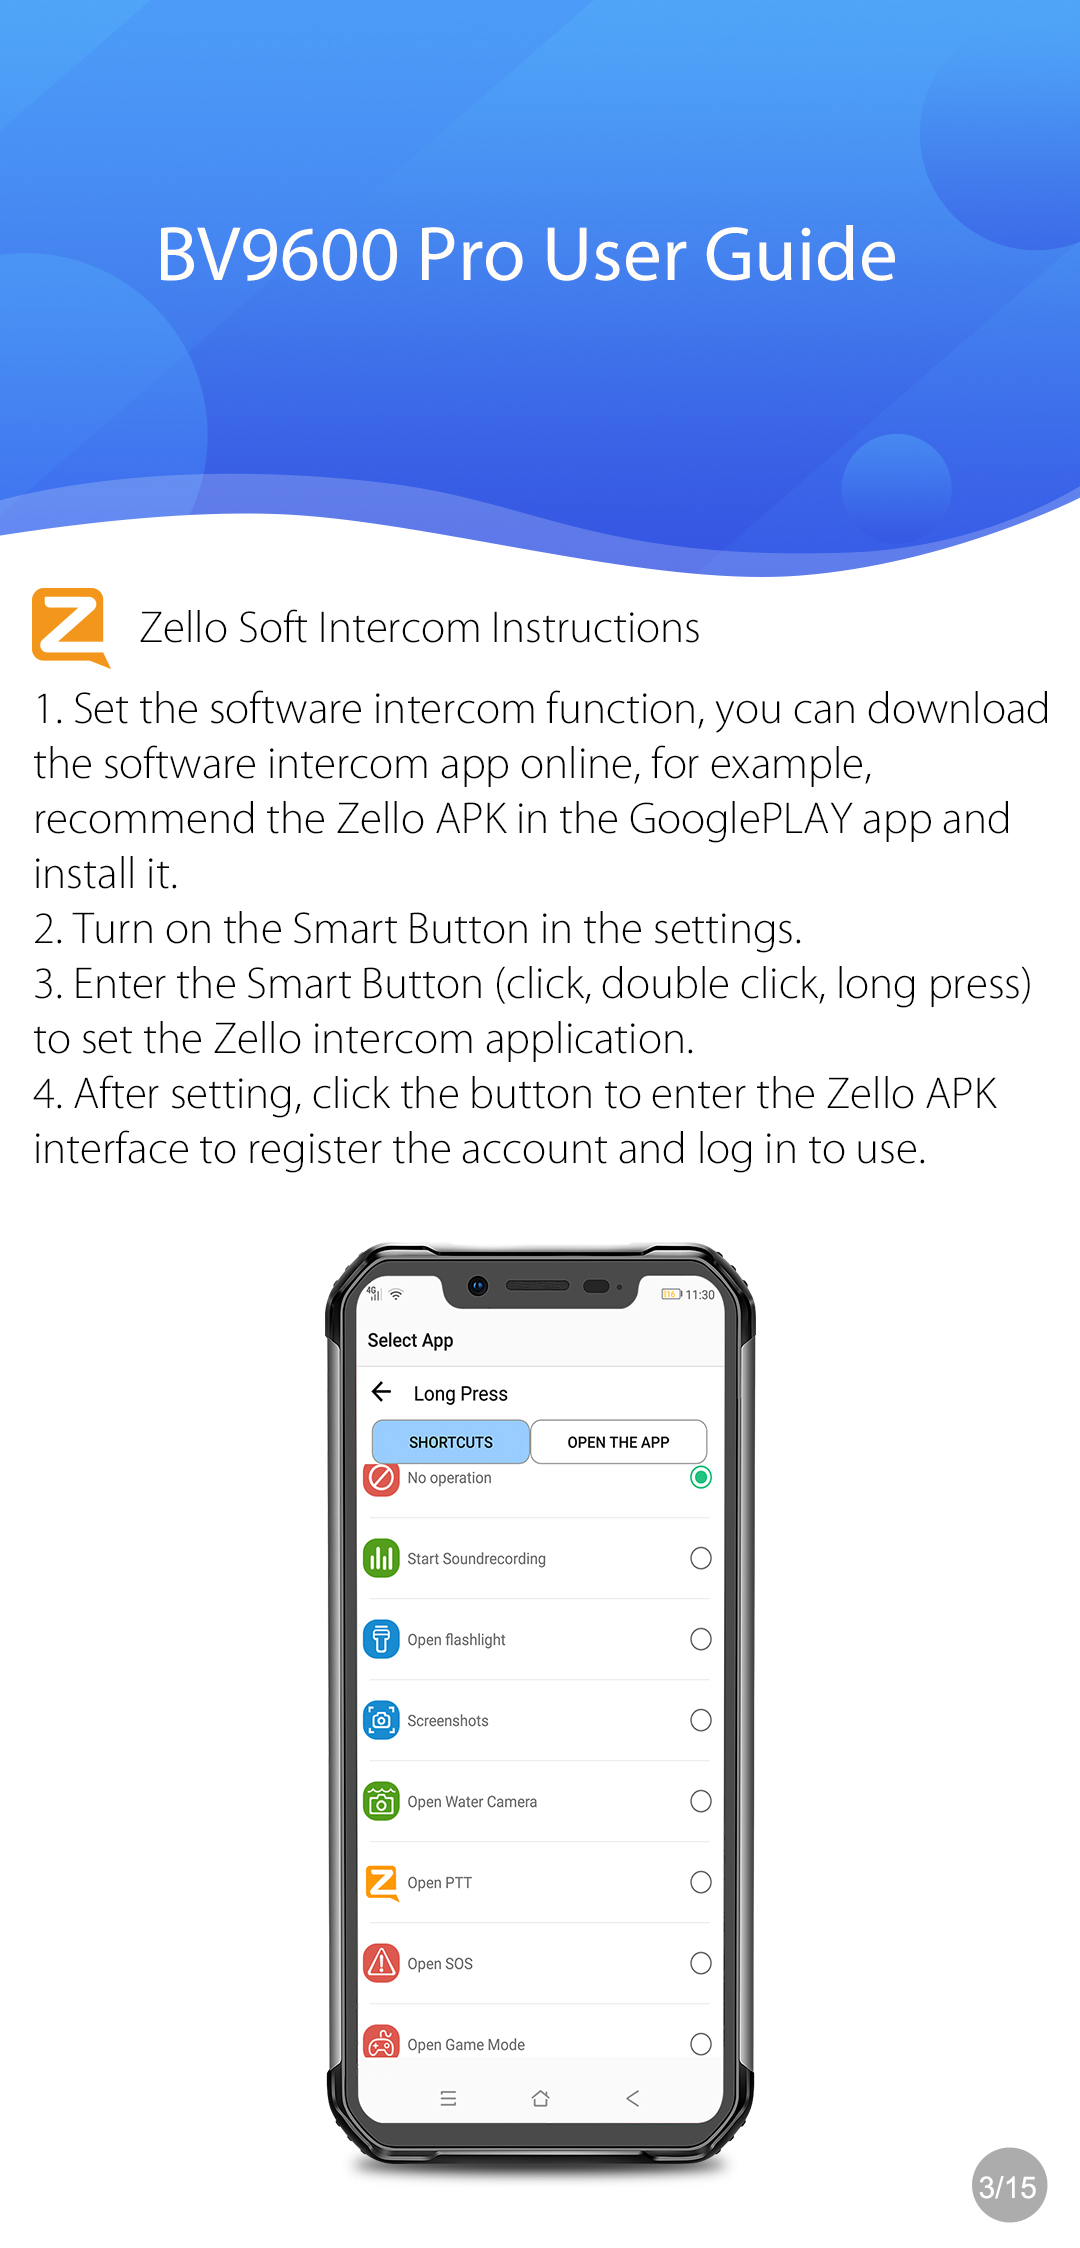 BV9600 Pro User Guide
Zello Soft Intercom Instructions
1. Set the software intercom function, you can download
the software intercom app online, for example,
recommend the Zello APK in the GooglePLAY app and
install it.
2. Turn on the Smart Button in the settings.
3. Enter the Smart Button (click, double click, long press)
to set the Zello intercom application.
4. After setting, click the button to enter the Zello APK
interface to register the account and log in to use.
4G 116 11:30
Select App
Long Press
SHORTCUTS OPEN THE APP
No operation
Start Soundrecording
Open flashlight
Screenshots
Open Water Camera
Open PTT
Open SOS
Open Game Mode
3/15